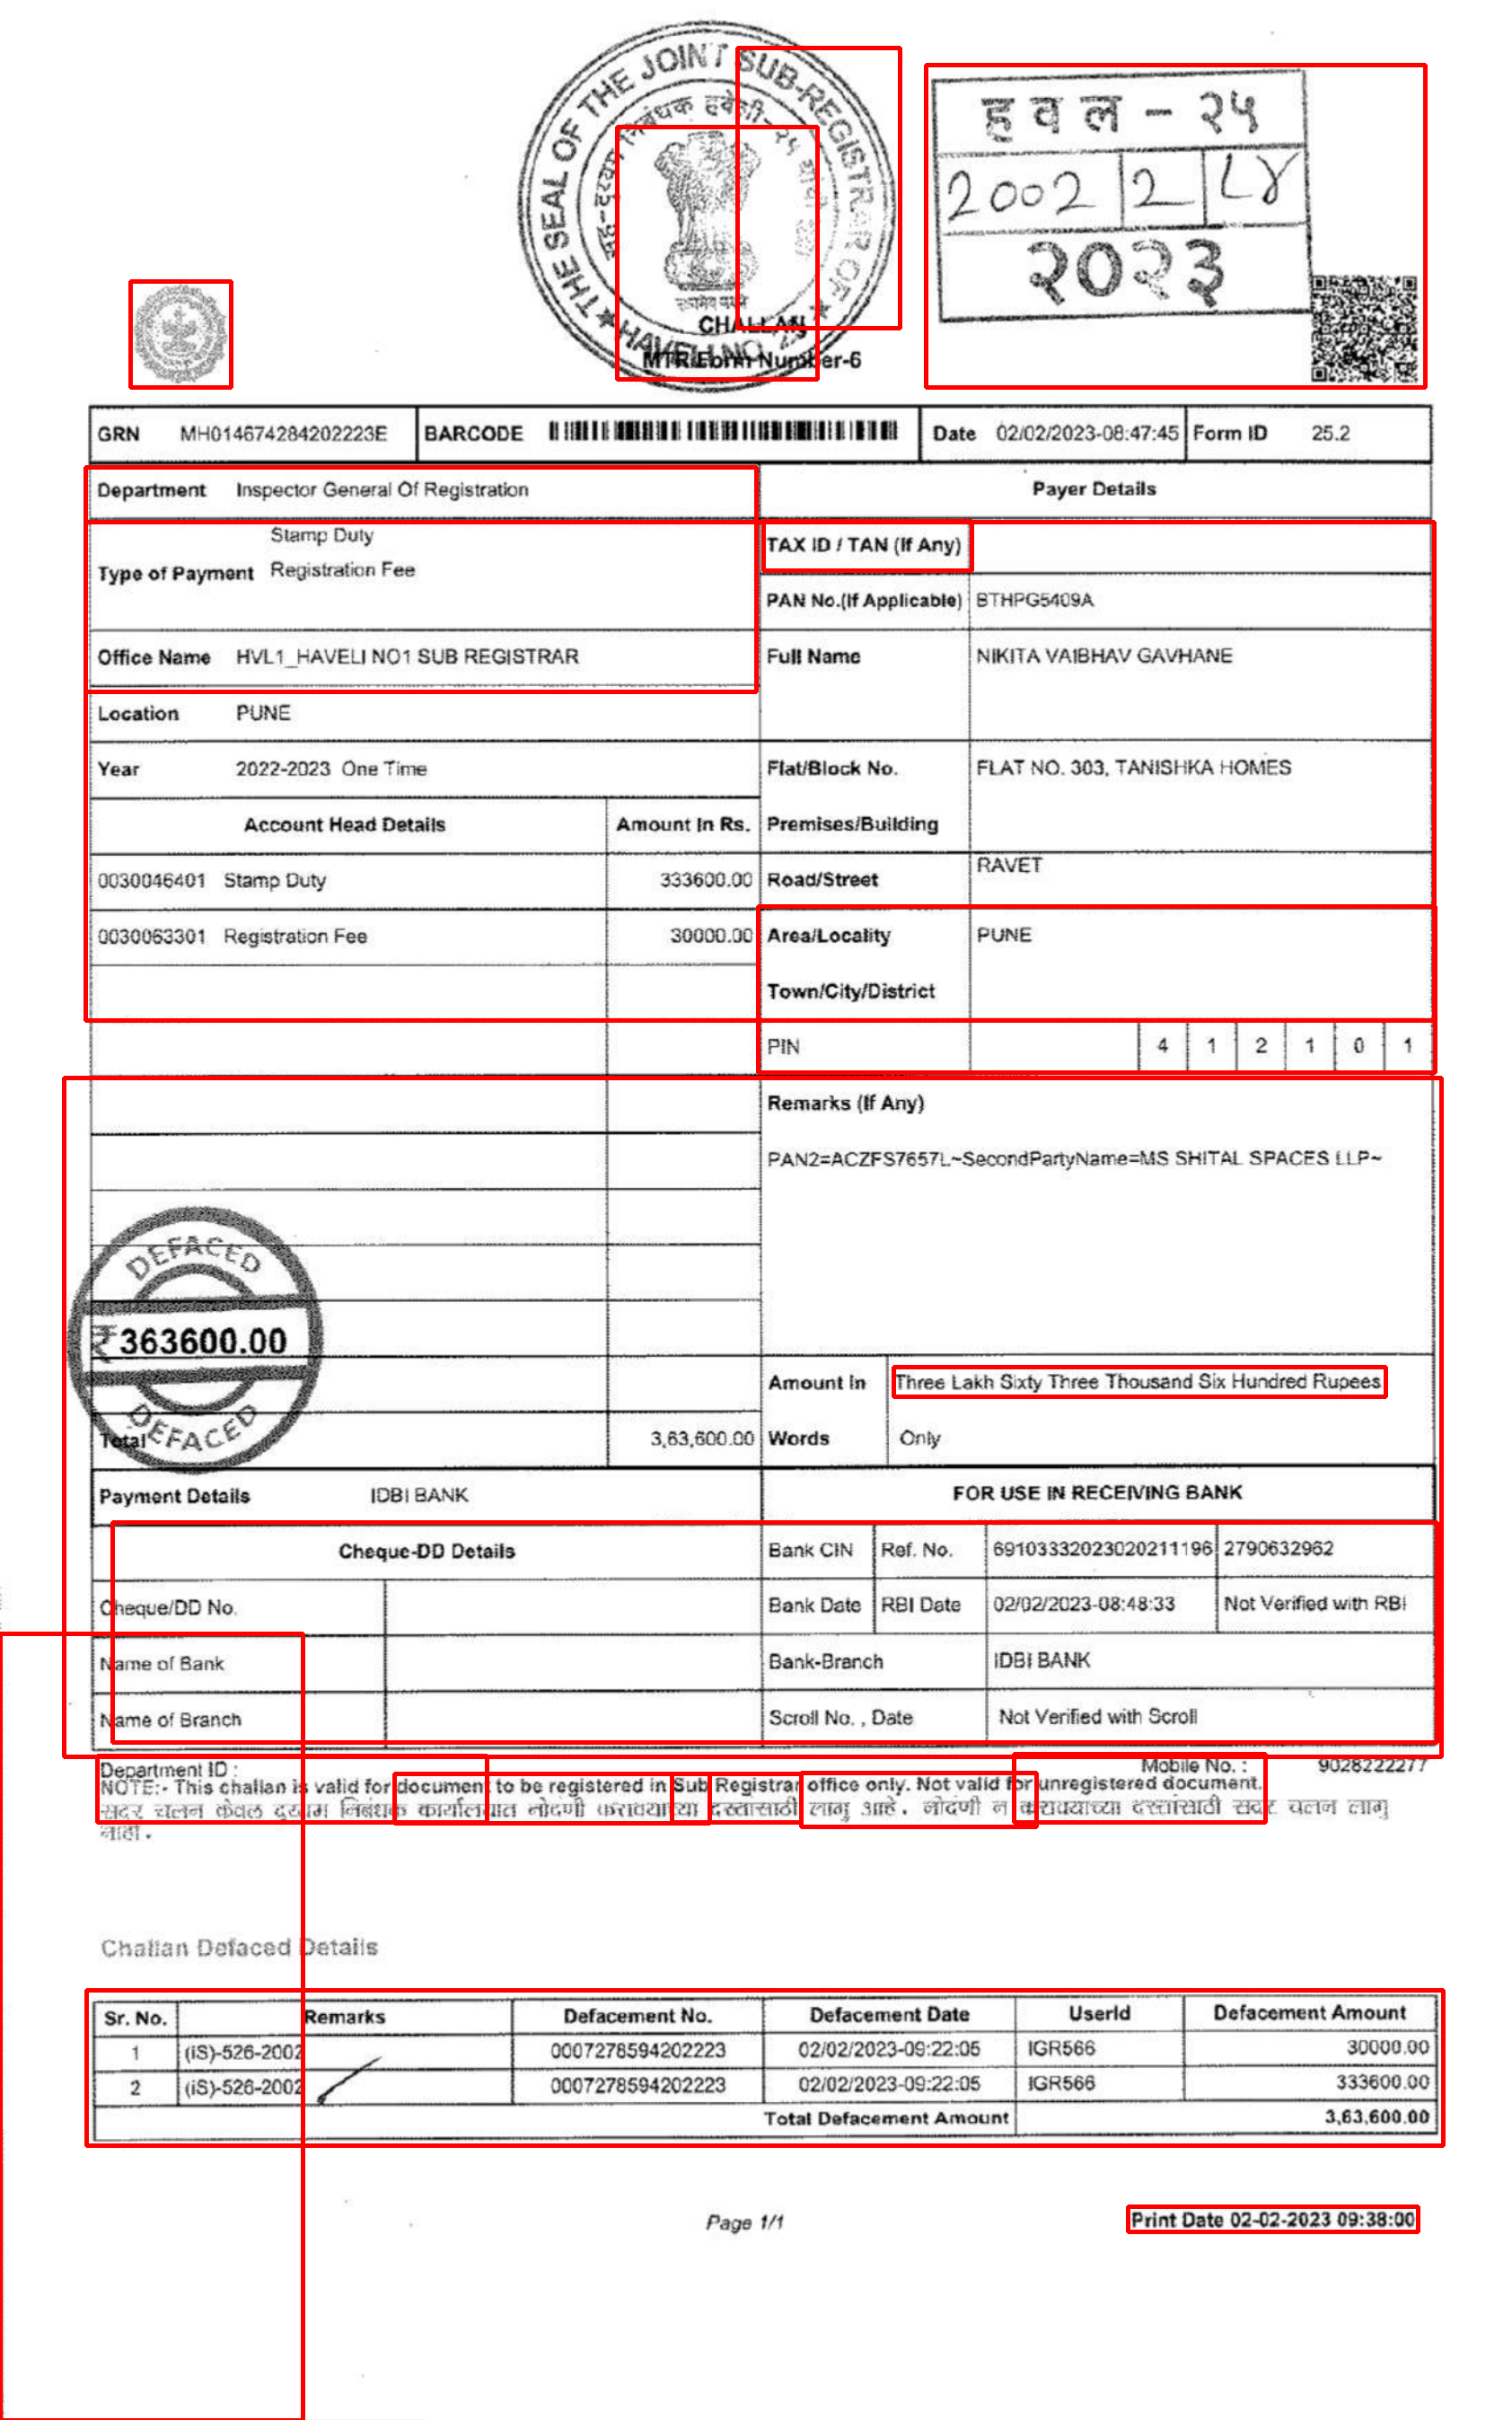 THE SEAL OF THE JOINT SUB-REGISTRAR OF
HAVELI NO. 25
हवल - २५
2002 2 ८४
२०२३
CHALLAN
MTR Form Number-6
GRN MH014674284202223E BARCODE Date 02/02/2023-08:47:45 Form ID 25.2
Department Inspector General Of Registration Payer Details
Stamp Duty
Type of Payment Registration Fee
TAX ID / TAN (If Any)
PAN No.(If Applicable) BTHPG5409A
Office Name HVL1_HAVELI NO1 SUB REGISTRAR Full Name NIKITA VAIBHAV GAVHANE
Location PUNE
Year 2022-2023 One Time Flat/Block No. FLAT NO. 303, TANISHKA HOMES
Account Head Details Amount In Rs. Premises/Building
0030046401 Stamp Duty 333600.00 Road/Street RAVET
0030063301 Registration Fee 30000.00 Area/Locality PUNE
Town/City/District
PIN 4 1 2 1 0 1
Remarks (If Any)
PAN2=ACZFS7657L~SecondPartyName=MS SHITAL SPACES LLP~
DEFACED
₹363600.00
DEFACED
Amount In Three Lakh Sixty Three Thousand Six Hundred Rupees
Total 3,63,600.00 Words Only
Payment Details IDBI BANK FOR USE IN RECEIVING BANK
Cheque-DD Details Bank CIN Ref. No. 69103332023020211196 2790632962
Cheque/DD No. Bank Date RBI Date 02/02/2023-08:48:33 Not Verified with RBI
Name of Bank Bank-Branch IDBI BANK
Name of Branch Scroll No. , Date Not Verified with Scroll
Department ID : Mobile No. : 9028222277
NOTE:- This challan is valid for document to be registered in Sub Registrar office only. Not valid for unregistered document.
सदर चलन केवळ दुय्यम निबंधक कार्यालयात नोंदणी करावयाच्या दस्तासाठी लागु आहे. नोंदणी न करावयाच्या दस्तासाठी सदर चलन लागु
नाही.
Challan Defaced Details
Sr. No. Remarks Defacement No. Defacement Date UserId Defacement Amount
1 (iS)-526-2002 0007278594202223 02/02/2023-09:22:05 IGR566 30000.00
2 (iS)-526-2002 0007278594202223 02/02/2023-09:22:05 IGR566 333600.00
Total Defacement Amount 3,63,600.00
Page 1/1
Print Date 02-02-2023 09:38:00